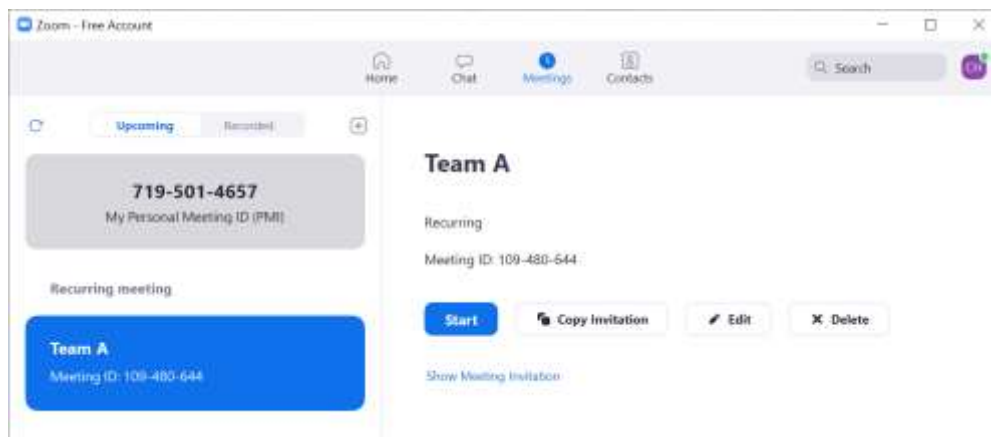 Zoom - Free Account
Home
Chat
Meetings
Contacts
Search
CH
Upcoming
Recorded
719-501-4657
My Personal Meeting ID (PMI)
Recurring meeting
Team A
Meeting ID: 109-480-644
Team A
Recurring
Meeting ID: 109-480-644
Start
Copy Invitation
Edit
Delete
Show Meeting Invitation